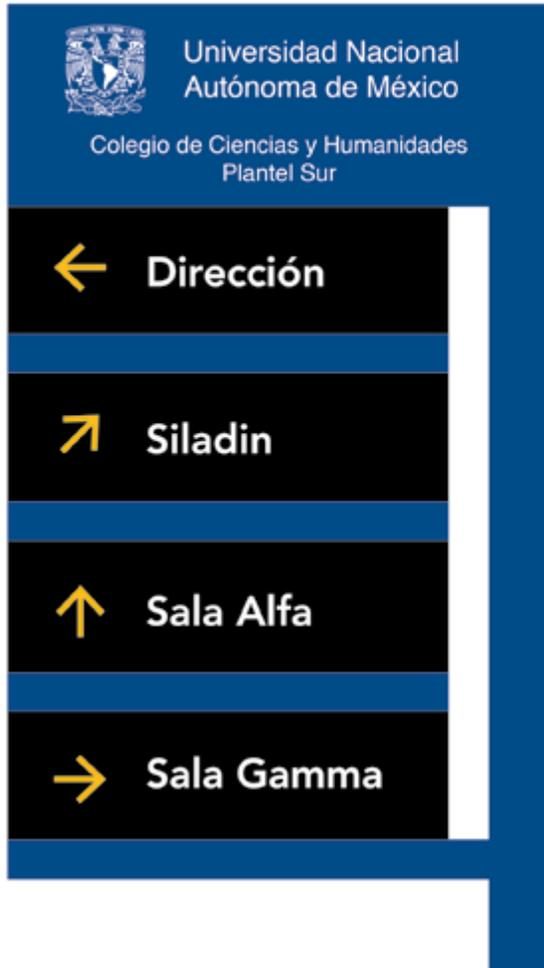 Universidad Nacional
Autónoma de México
Colegio de Ciencias y Humanidades
Plantel Sur
Dirección
Siladin
Sala Alfa
Sala Gamma